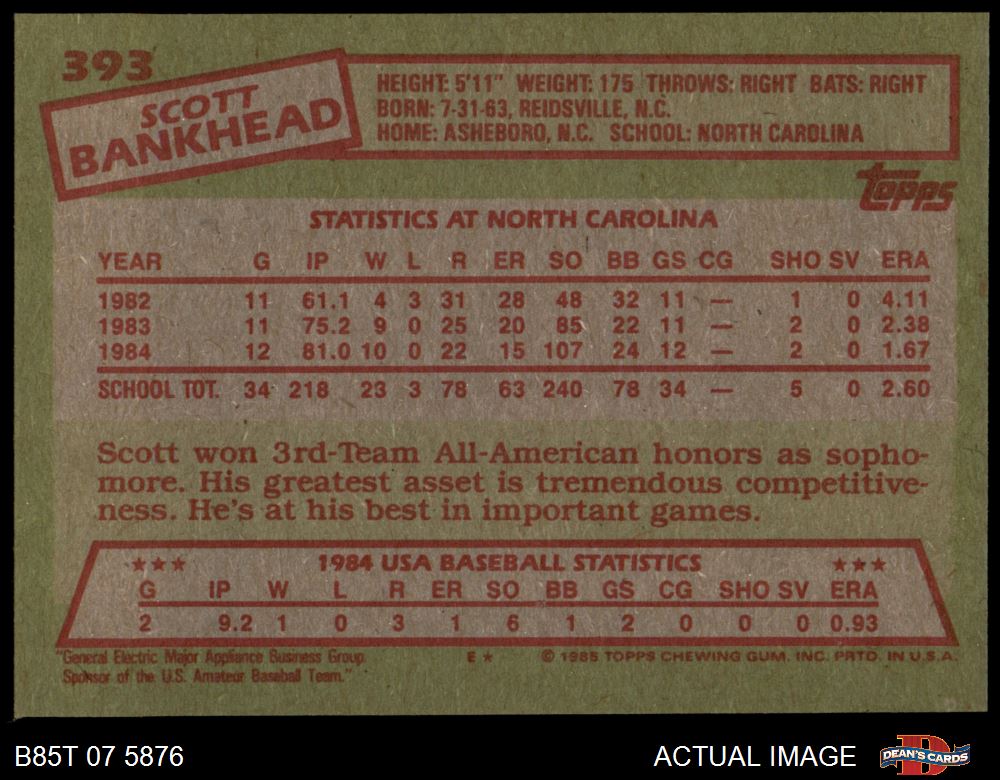 393
SCOTT
BANKHEAD
HEIGHT: 5'11" WEIGHT: 175 THROWS: RIGHT BATS: RIGHT
BORN: 7-31-63, REIDSVILLE, N.C.
HOME: ASHEBORO, N.C. SCHOOL: NORTH CAROLINA
TOPPS
STATISTICS AT NORTH CAROLINA
YEAR G IP W L R ER SO BB GS CG SHO SV ERA
1982 11 61.1 4 3 31 28 48 32 11 — 1 0 4.11
1983 11 75.2 9 0 25 20 85 22 11 — 2 0 2.38
1984 12 81.0 10 0 22 15 107 24 12 — 2 0 1.67
SCHOOL TOT. 34 218 23 3 78 63 240 78 34 — 5 0 2.60
Scott won 3rd-Team All-American honors as sopho-
more. His greatest asset is tremendous competitive-
ness. He's at his best in important games.
★★★ 1984 USA BASEBALL STATISTICS ★★★
G IP W L R ER SO BB GS CG SHO SV ERA
2 9.2 1 0 3 1 6 1 2 0 0 0 0.93
"General Electric Major Appliance Business Group E★ © 1985 TOPPS CHEWING GUM, INC. PRTD. IN U.S.A.
Sponsor of the U.S. Amateur Baseball Team."
B85T 07 5876 ACTUAL IMAGE DEAN'S CARDS